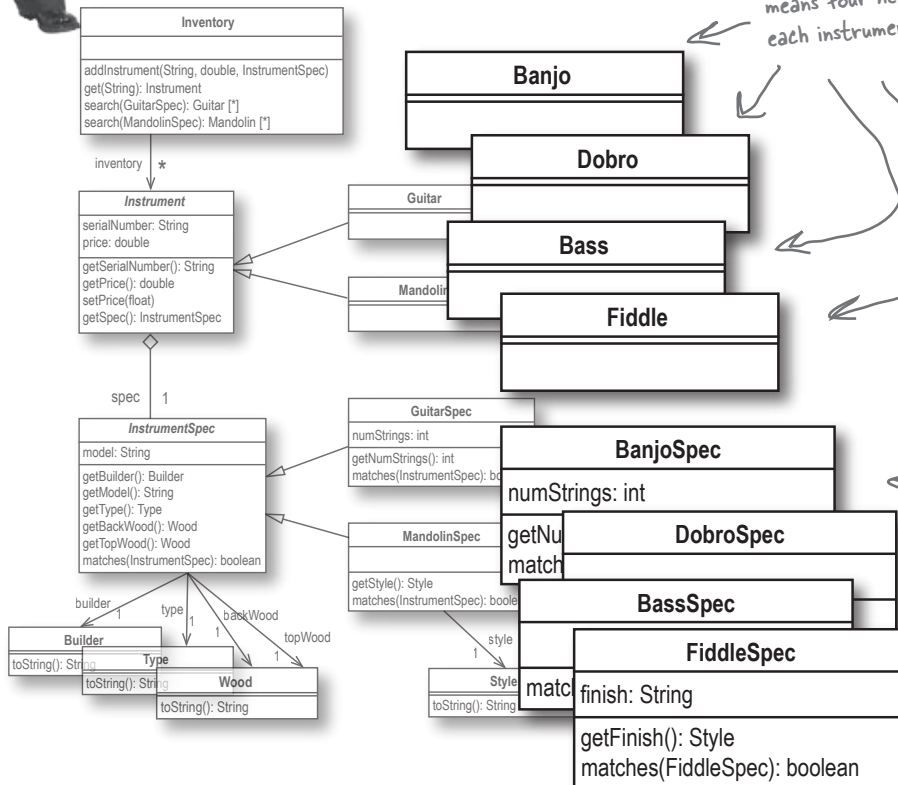 means four
each instrument
Inventory
addInstrument(String, double, InstrumentSpec)
get(String): Instrument
search(GuitarSpec): Guitar [*]
search(MandolinSpec): Mandolin [*]
inventory *
Instrument
serialNumber: String
price: double
getSerialNumber(): String
getPrice(): double
setPrice(float)
getSpec(): InstrumentSpec
Guitar
Mandolin
Banjo
Dobro
Bass
Fiddle
spec 1
InstrumentSpec
model: String
getBuilder(): Builder
getModel(): String
getType(): Type
getBackWood(): Wood
getTopWood(): Wood
matches(InstrumentSpec): boolean
GuitarSpec
numStrings: int
getNumStrings(): int
matches(InstrumentSpec): bo
MandolinSpec
getStyle(): Style
matches(InstrumentSpec): boole
BanjoSpec
numStrings: int
getNu
match
DobroSpec
BassSpec
matc
FiddleSpec
finish: String
getFinish(): Style
matches(FiddleSpec): boolean
builder 1
type 1
backWood 1
topWood 1
style 1
Builder
toString(): String
Type
toString(): String
Wood
toString(): String
Style
toString(): String